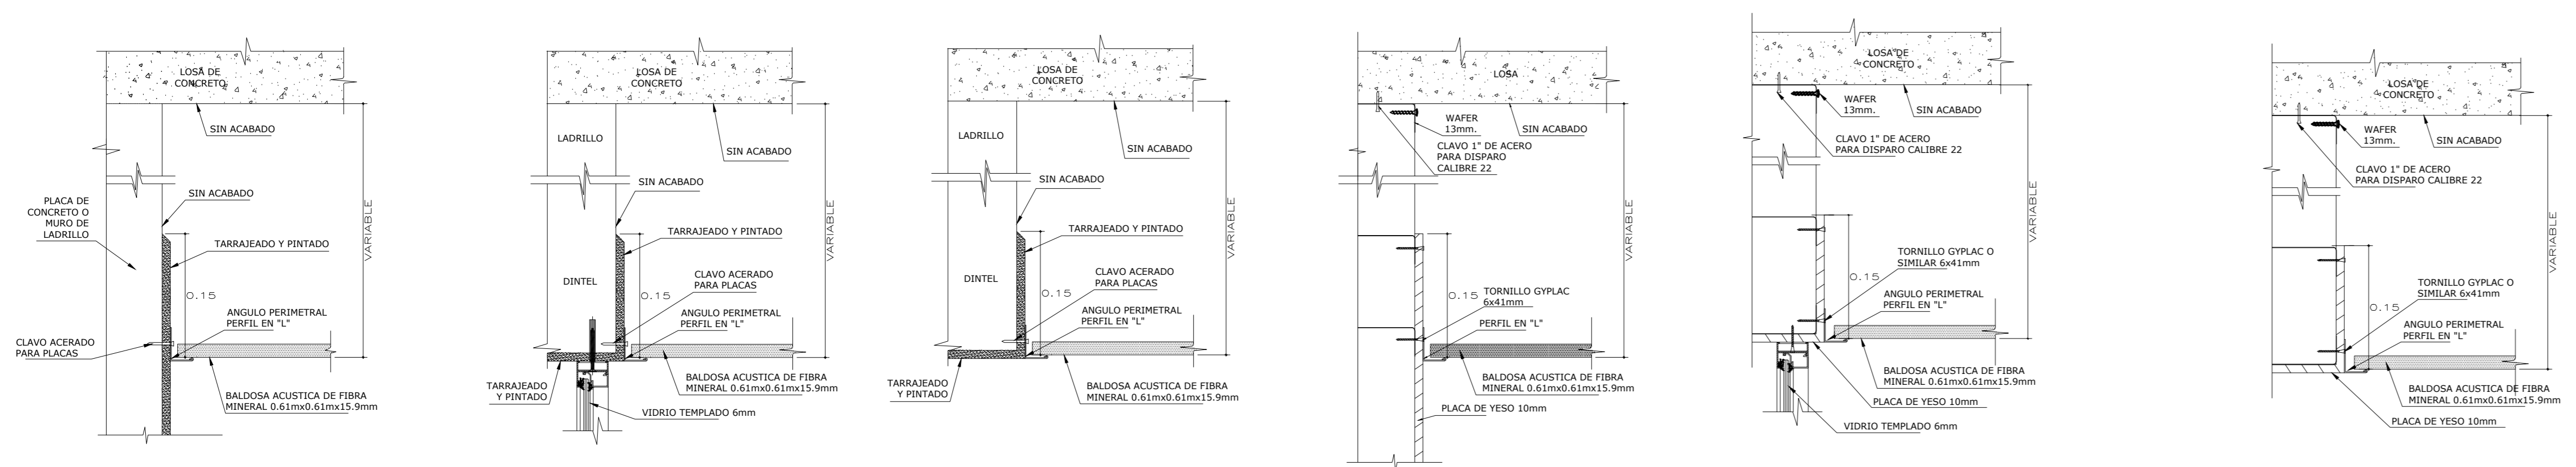 LOSA DE
CONCRETO
SIN ACABADO
SIN ACABADO
PLACA DE
CONCRETO O
MURO DE
LADRILLO
TARRAJEADO Y PINTADO
VARIABLE
0.15
ANGULO PERIMETRAL
PERFIL EN "L"
CLAVO ACERADO
PARA PLACAS
BALDOSA ACUSTICA DE FIBRA
MINERAL 0.61mx0.61mx15.9mm
LOSA DE
CONCRETO
LADRILLO
SIN ACABADO
SIN ACABADO
TARRAJEADO Y PINTADO
VARIABLE
DINTEL
CLAVO ACERADO
PARA PLACAS
0.15
ANGULO PERIMETRAL
PERFIL EN "L"
BALDOSA ACUSTICA DE FIBRA
MINERAL 0.61mx0.61mx15.9mm
TARRAJEADO
Y PINTADO
VIDRIO TEMPLADO 6mm
LOSA DE
CONCRETO
LADRILLO
SIN ACABADO
SIN ACABADO
TARRAJEADO Y PINTADO
VARIABLE
DINTEL
CLAVO ACERADO
PARA PLACAS
0.15
ANGULO PERIMETRAL
PERFIL EN "L"
TARRAJEADO
Y PINTADO
BALDOSA ACUSTICA DE FIBRA
MINERAL 0.61mx0.61mx15.9mm
LOSA
WAFER
13mm.
SIN ACABADO
CLAVO 1" DE ACERO
PARA DISPARO
CALIBRE 22
VARIABLE
0.15
TORNILLO GYPLAC
6x41mm
PERFIL EN "L"
BALDOSA ACUSTICA DE FIBRA
MINERAL 0.61mx0.61mx15.9mm
PLACA DE YESO 10mm
LOSA DE
CONCRETO
WAFER
13mm.
SIN ACABADO
CLAVO 1" DE ACERO
PARA DISPARO CALIBRE 22
VARIABLE
TORNILLO GYPLAC O
SIMILAR 6x41mm
0.15
ANGULO PERIMETRAL
PERFIL EN "L"
BALDOSA ACUSTICA DE FIBRA
MINERAL 0.61mx0.61mx15.9mm
PLACA DE YESO 10mm
VIDRIO TEMPLADO 6mm
LOSA DE
CONCRETO
WAFER
13mm.
SIN ACABADO
CLAVO 1" DE ACERO
PARA DISPARO CALIBRE 22
VARIABLE
TORNILLO GYPLAC O
SIMILAR 6x41mm
0.15
ANGULO PERIMETRAL
PERFIL EN "L"
BALDOSA ACUSTICA DE FIBRA
MINERAL 0.61mx0.61mx15.9mm
PLACA DE YESO 10mm